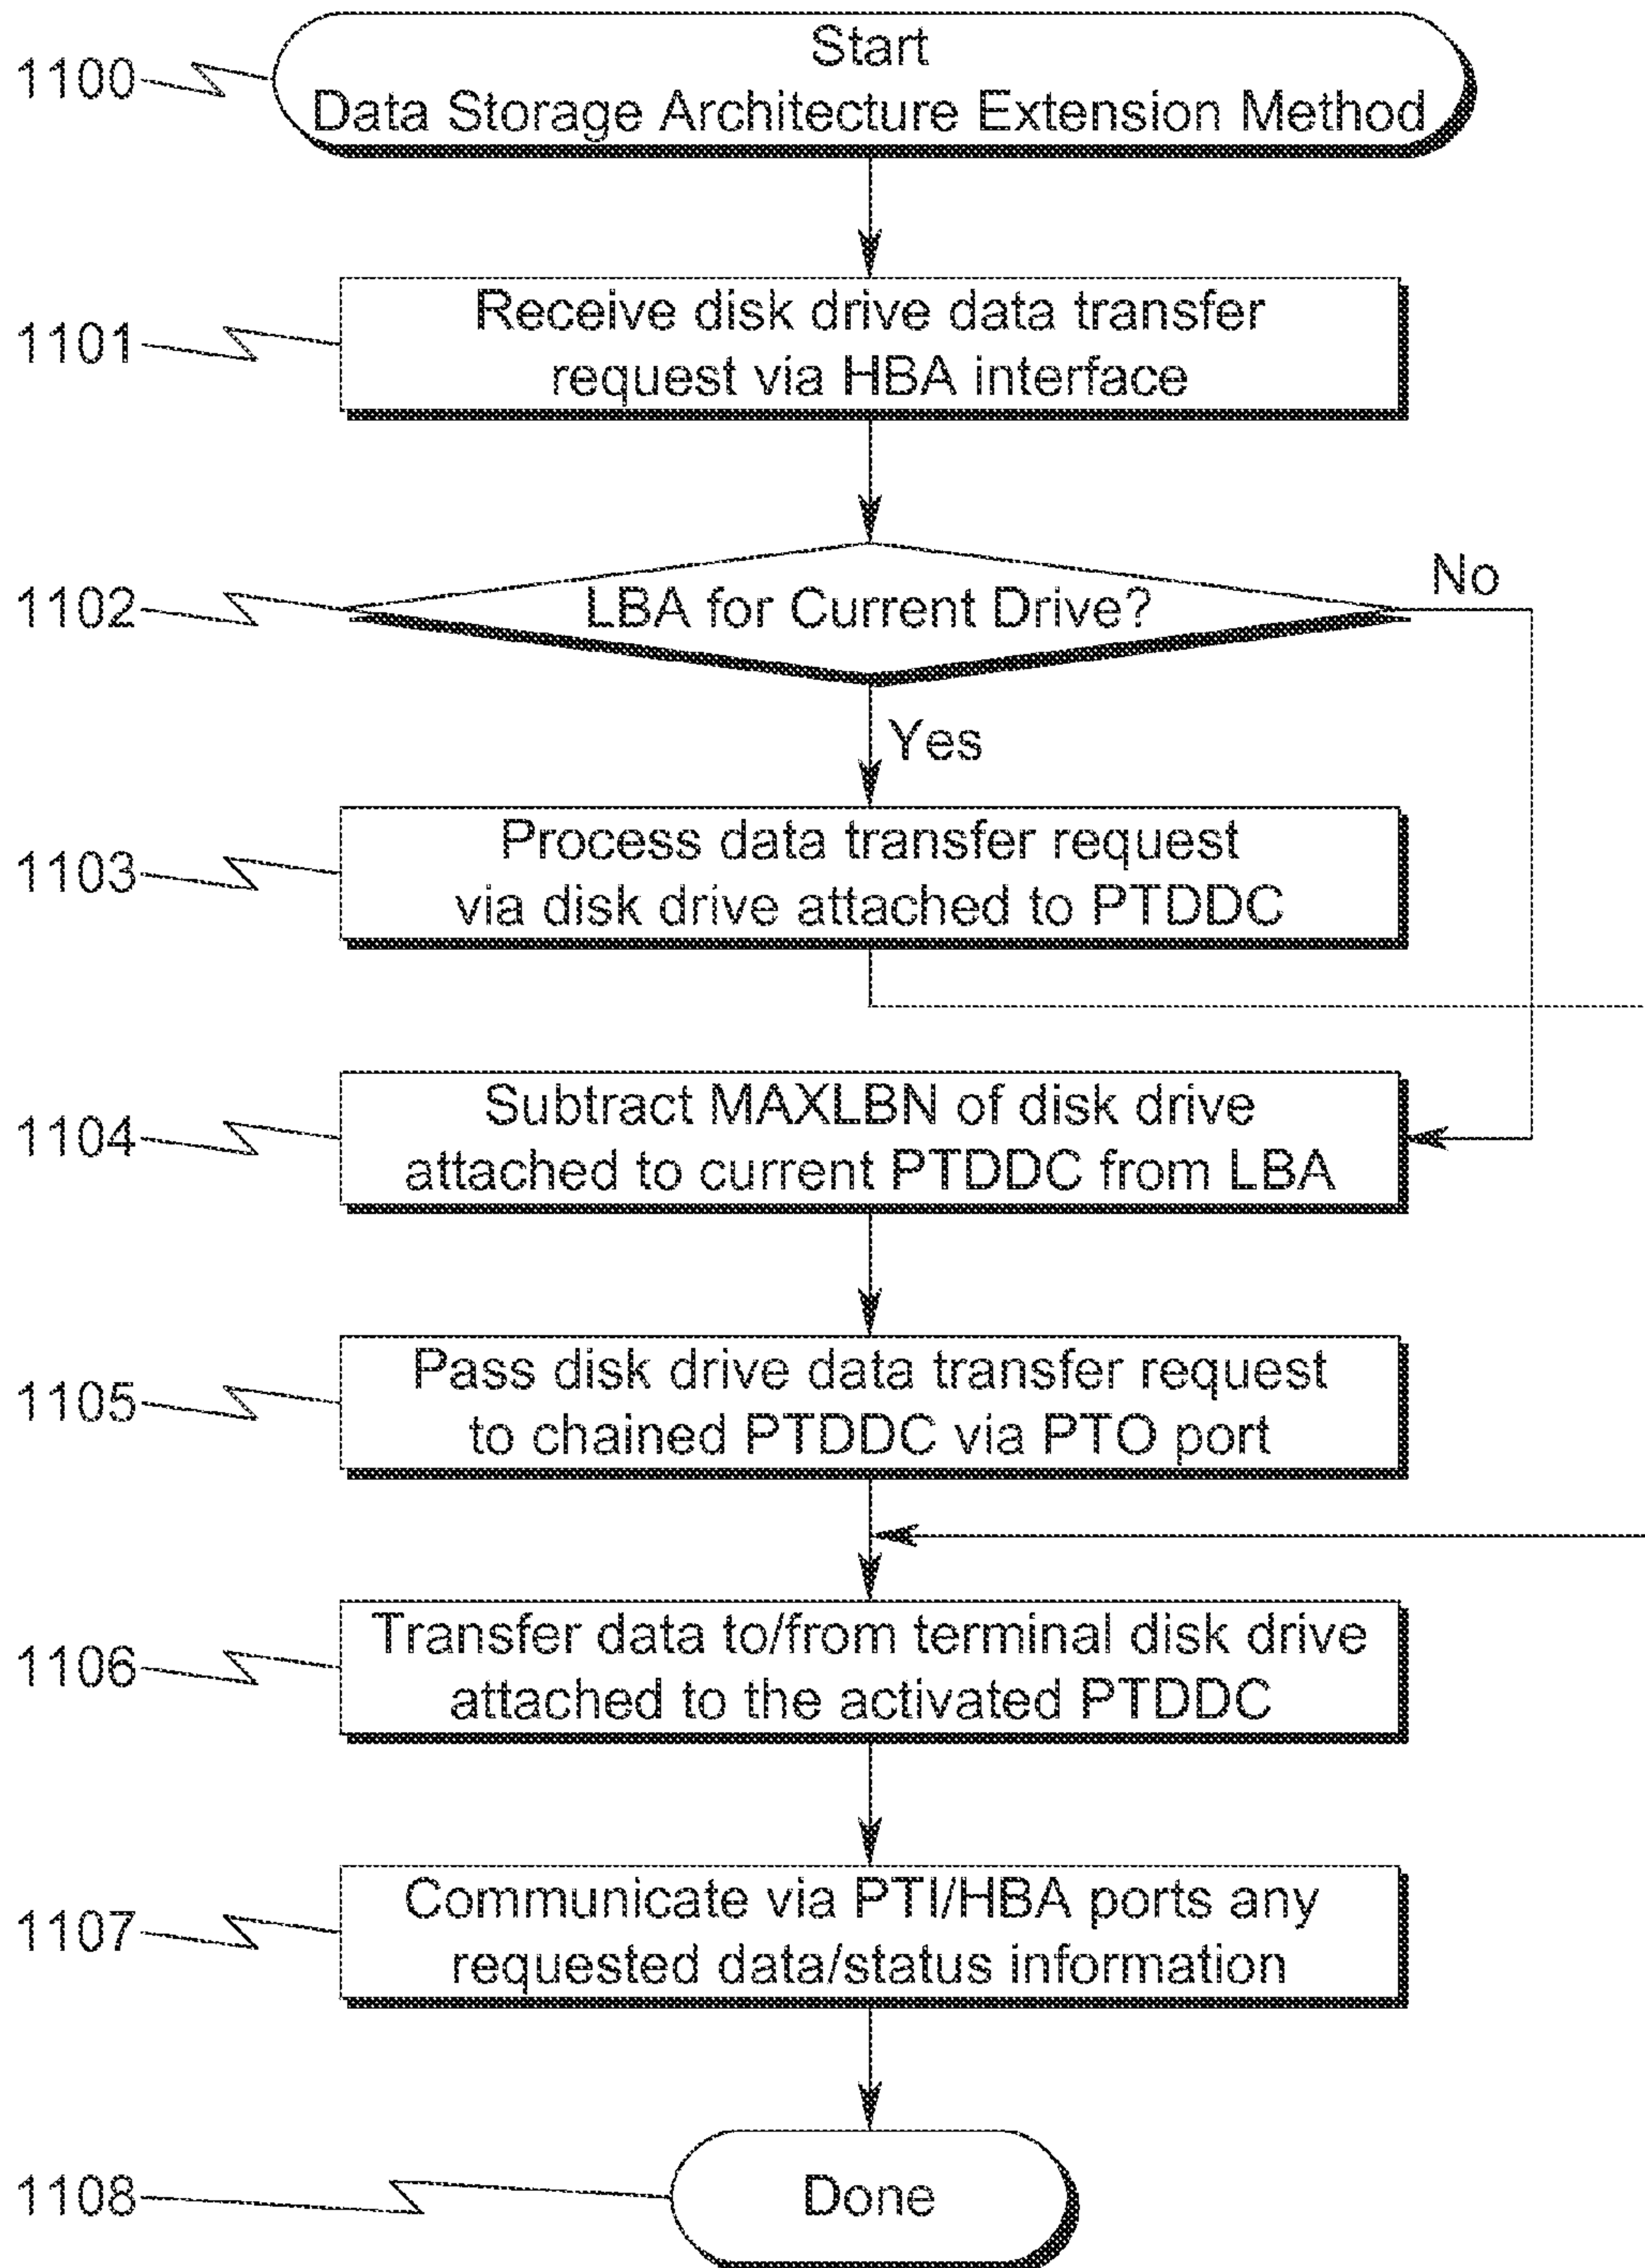 1100
Start
Data Storage Architecture Extension Method
1101
Receive disk drive data transfer
request via HBA interface
1102
LBA for Current Drive?
No
Yes
1103
Process data transfer request
via disk drive attached to PTDDC
1104
Subtract MAXLBN of disk drive
attached to current PTDDC from LBA
1105
Pass disk drive data transfer request
to chained PTDDC via PTO port
1106
Transfer data to/from terminal disk drive
attached to the activated PTDDC
1107
Communicate via PTI/HBA ports any
requested data/status information
1108
Done